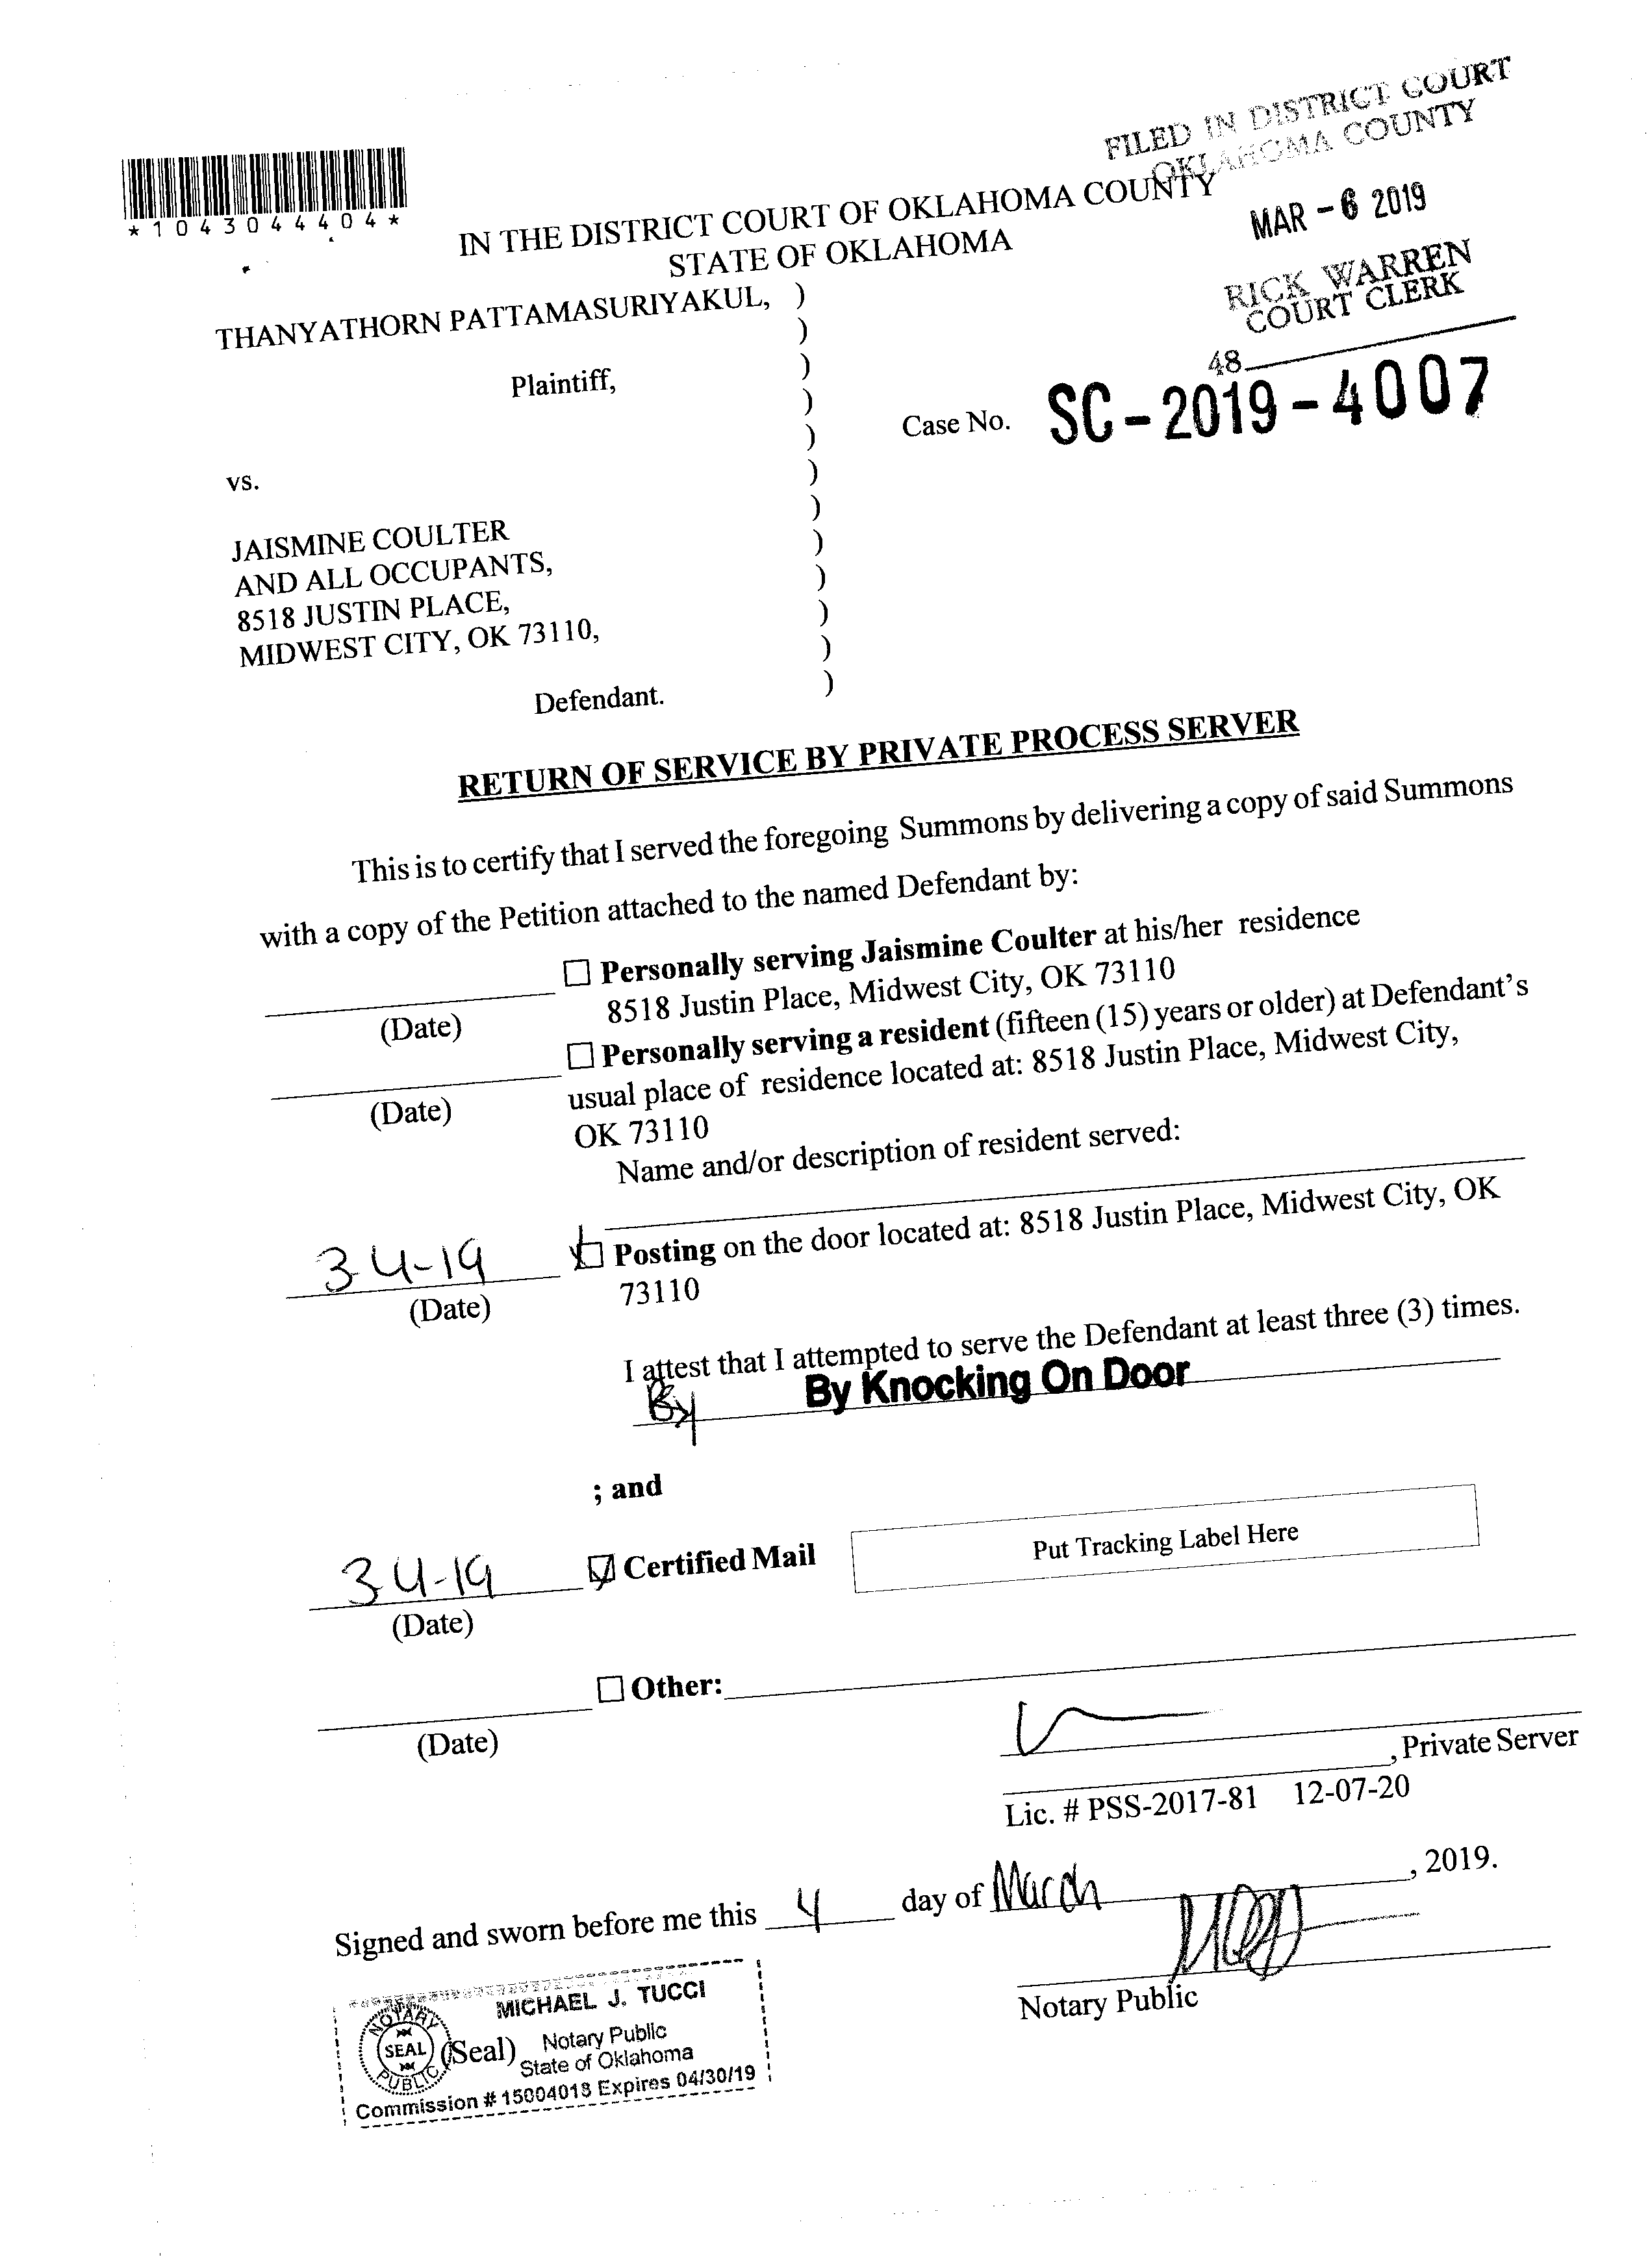 FILED IN DISTRICT COURT
OKLAHOMA COUNTY
MAR - 6 2019
RICK WARREN
COURT CLERK
48
*1043044404*
IN THE DISTRICT COURT OF OKLAHOMA COUNTY
STATE OF OKLAHOMA
THANYATHORN PATTAMASURIYAKUL, )
)
Plaintiff, )
)
Case No. SC-2019-4007
)
vs. )
)
JAISMINE COULTER )
AND ALL OCCUPANTS, )
8518 JUSTIN PLACE, )
MIDWEST CITY, OK 73110, )
Defendant. )
RETURN OF SERVICE BY PRIVATE PROCESS SERVER
This is to certify that I served the foregoing Summons by delivering a copy of said Summons
with a copy of the Petition attached to the named Defendant by:
☐ Personally serving Jaismine Coulter at his/her residence
8518 Justin Place, Midwest City, OK 73110
(Date)
☐ Personally serving a resident (fifteen (15) years or older) at Defendant's
usual place of residence located at: 8518 Justin Place, Midwest City,
(Date)
OK 73110
Name and/or description of resident served:
3-4-19 Posting on the door located at: 8518 Justin Place, Midwest City, OK
(Date) 73110
I attest that I attempted to serve the Defendant at least three (3) times.
By By Knocking On Door
; and
3-4-19 Certified Mail Put Tracking Label Here
(Date)
☐ Other:
(Date)
, Private Server
Lic. # PSS-2017-81 12-07-20
Signed and sworn before me this 4 day of March, 2019.
Notary Public
MICHAEL J. TUCCI
NOTARY PUBLIC SEAL
(Seal) Notary Public
State of Oklahoma
Commission # 15004018 Expires 04/30/19